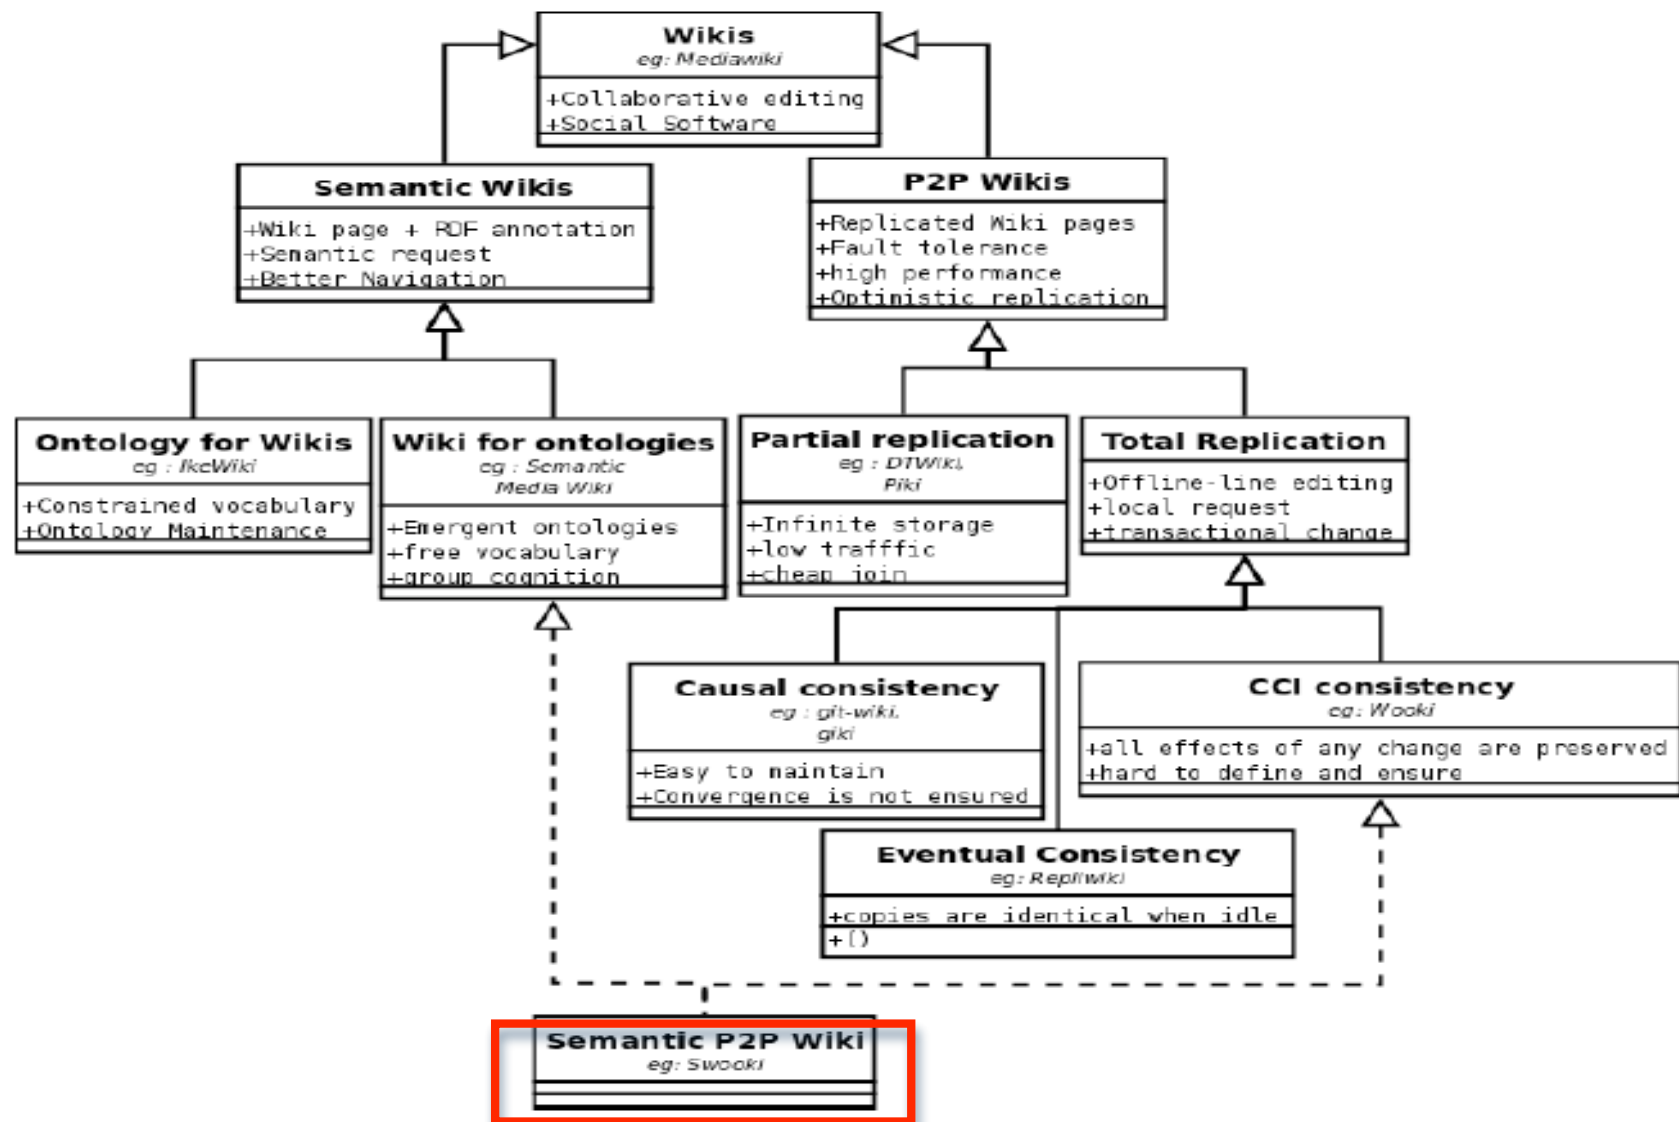 Wikis
eg: Mediawiki
+Collaborative editing
+Social Software
Semantic Wikis
+Wiki page + RDF annotation
+Semantic request
+Better Navigation
P2P Wikis
+Replicated Wiki pages
+Fault tolerance
+high performance
+Optimistic replication
Ontology for Wikis
eg : IkeWiki
+Constrained vocabulary
+Ontology Maintenance
Wiki for ontologies
eg : Semantic
Media Wiki
+Emergent ontologies
+free vocabulary
+group cognition
Partial replication
eg : DTWiki,
Piki
+Infinite storage
+low trafffic
+cheap join
Total Replication
+Offline-line editing
+local request
+transactional change
Causal consistency
eg : git-wiki,
giki
+Easy to maintain
+Convergence is not ensured
CCI consistency
eg: Wooki
+all effects of any change are preserved
+hard to define and ensure
Eventual Consistency
eg: Repliwiki
+copies are identical when idle
+()
Semantic P2P Wiki
eg: Swooki